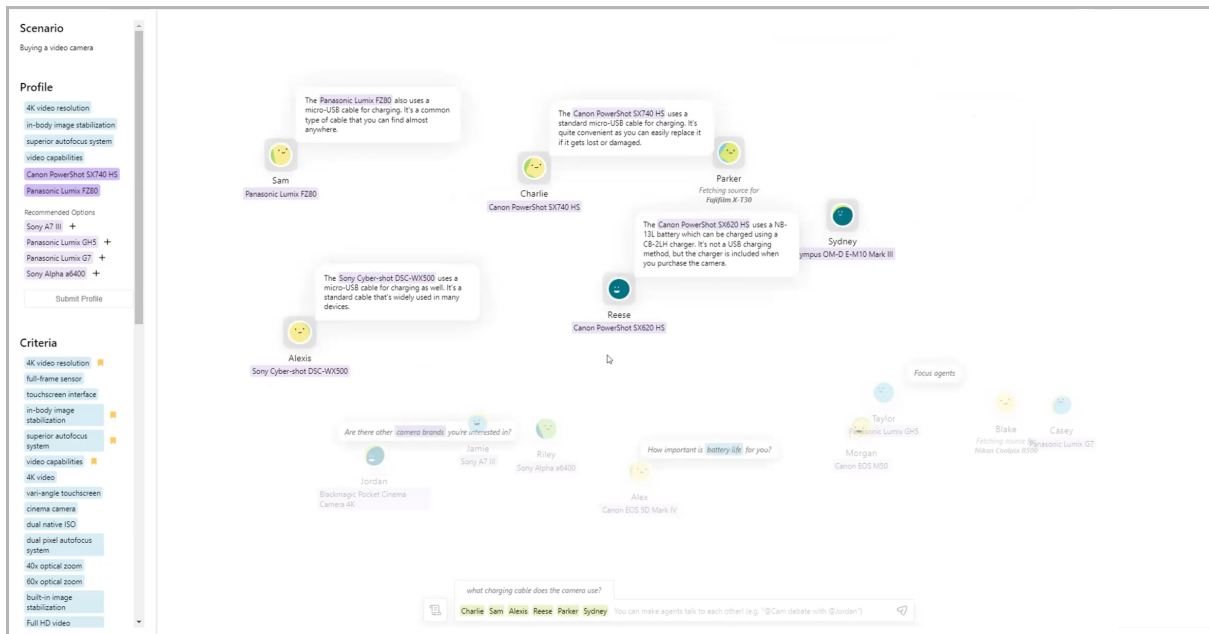 Scenario
Buying a video camera
Profile
4K video resolution
in-body image stabilization
superior autofocus system
video capabilities
Canon PowerShot SX740 HS
Panasonic Lumix FZ80
Recommended Options
Sony A7 III +
Panasonic Lumix GH5 +
Panasonic Lumix G7 +
Sony Alpha a6400 +
Submit Profile
Criteria
4K video resolution
full-frame sensor
touchscreen interface
in-body image
stabilization
superior autofocus
system
video capabilities
4K video
vari-angle touchscreen
cinema camera
dual native ISO
dual pixel autofocus
system
40x optical zoom
60x optical zoom
built-in image
stabilization
Full HD video
The Panasonic Lumix FZ80 also uses a
micro-USB cable for charging. It's a common
type of cable that you can find almost
anywhere.
Sam
Panasonic Lumix FZ80
The Canon PowerShot SX740 HS uses a
standard micro-USB cable for charging. It's
quite convenient as you can easily replace it
if it gets lost or damaged.
Charlie
Canon PowerShot SX740 HS
Parker
Fetching source for
Fujifilm X-T30
The Canon PowerShot SX620 HS uses a NB-
13L battery which can be charged using a
CB-2LH charger. It's not a USB charging
method, but the charger is included when
you purchase the camera.
Reese
Canon PowerShot SX620 HS
Sydney
ympus OM-D E-M10 Mark III
The Sony Cyber-shot DSC-WX500 uses a
micro-USB cable for charging as well. It's a
standard cable that's widely used in many
devices.
Alexis
Sony Cyber-shot DSC-WX500
Focus agents
Are there other camera brands you're interested in?
Jamie
Sony A7 III
Riley
Sony Alpha a6400
Jordan
Blackmagic Pocket Cinema
Camera 4K
How important is battery life for you?
Alex
Canon EOS 5D Mark IV
Taylor
Panasonic Lumix GH5
Morgan
Canon EOS M50
Blake
Fetching source for
Nikon Coolpix B500
Casey
Panasonic Lumix G7
what charging cable does the camera use?
Charlie Sam Alexis Reese Parker Sydney You can make agents talk to each other! (e.g. "@Cam debate with @Jordan")